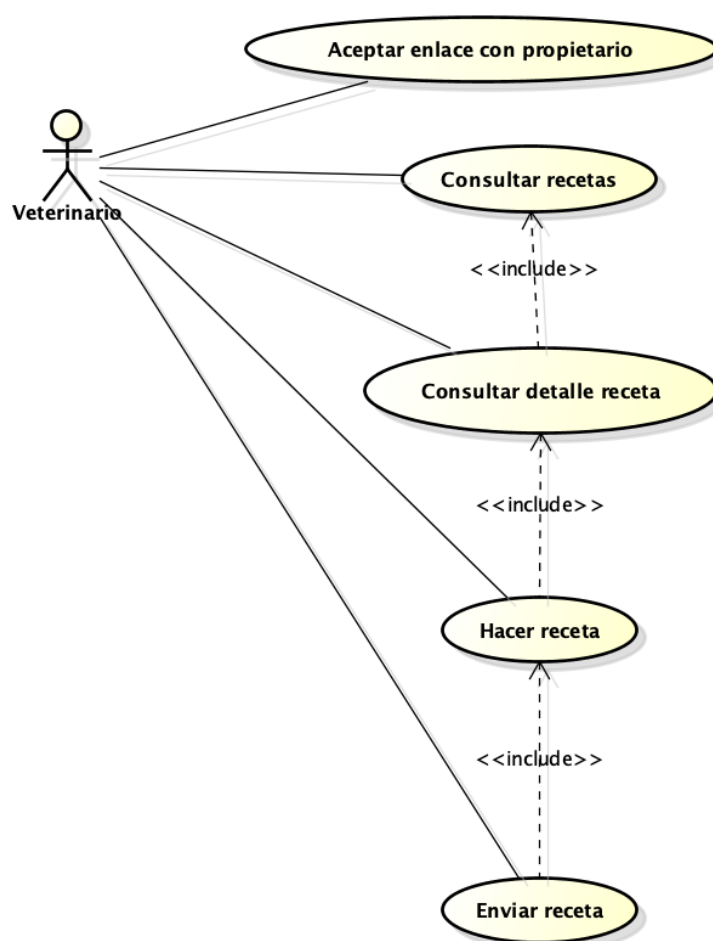 Aceptar enlace con propietario
Veterinario
Consultar recetas
<<include>>
Consultar detalle receta
<<include>>
Hacer receta
<<include>>
Enviar receta